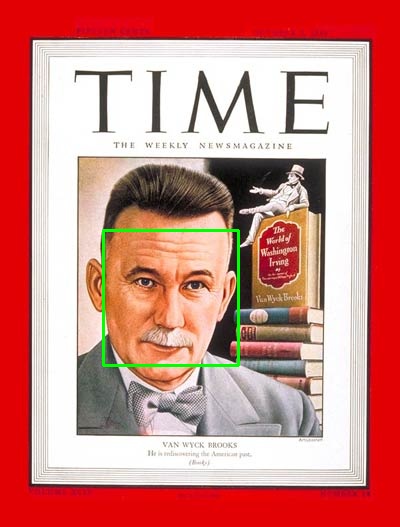 TIME
THE WEEKLY NEWSMAGAZINE
The
World of
Washington
Irving
Van Wyck Brooks
Artzybasheff
VAN WYCK BROOKS
He is rediscovering the American past.
(Books)